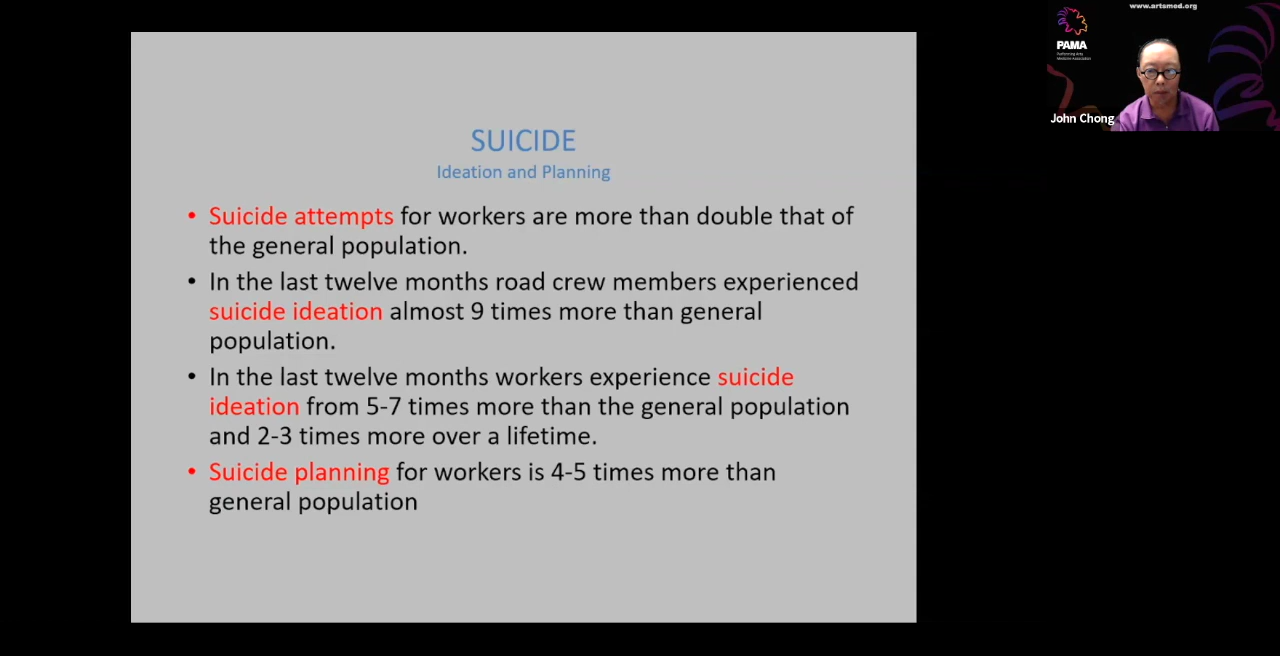 SUICIDE
Ideation and Planning
• Suicide attempts for workers are more than double that of
the general population.
• In the last twelve months road crew members experienced
suicide ideation almost 9 times more than general
population.
• In the last twelve months workers experience suicide
ideation from 5-7 times more than the general population
and 2-3 times more over a lifetime.
• Suicide planning for workers is 4-5 times more than
general population
www.artsmed.org
PAMA
Performing Arts
Medicine Association
John Chong